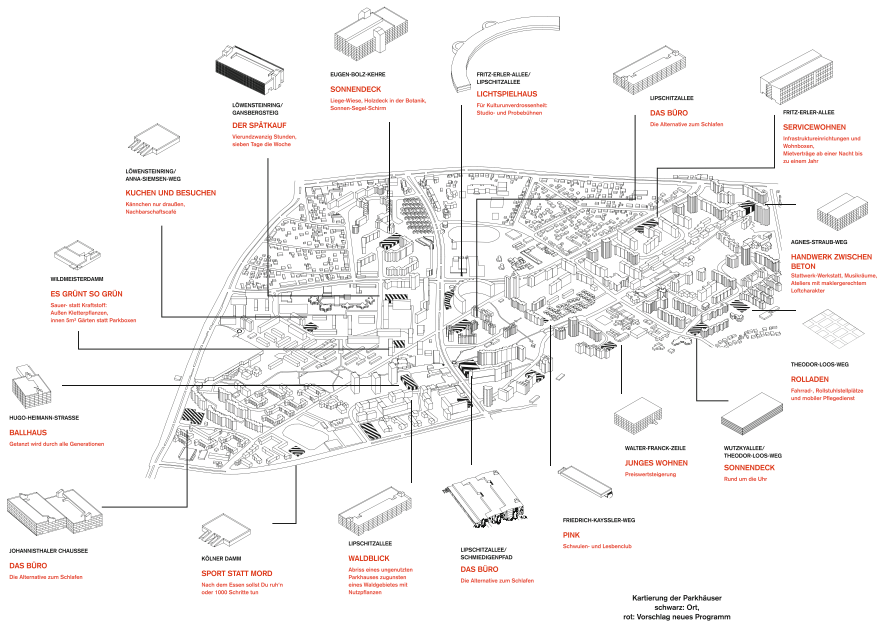 EUGEN-BOLZ-KEHRE
SONNENDECK
Liege-Wiese, Holzdeck in der Botanik,
Sonnen-Segel-Schirm
FRITZ-ERLER-ALLEE/
LIPSCHITZALLEE
LICHTSPIELHAUS
Für Kulturunverdrossenheit:
Studio- und Probebühnen
LIPSCHITZALLEE
DAS BÜRO
Die Alternative zum Schlafen
FRITZ-ERLER-ALLEE
SERVICEWOHNEN
Infrastruktureinrichtungen und
Wohnboxen,
Mietverträge ab einer Nacht bis
zu einem Jahr
LÖWENSTEINRING/
GANSBERGSTEIG
DER SPÄTKAUF
Vierundzwanzig Stunden,
sieben Tage die Woche
LÖWENSTEINRING/
ANNA-SIEMSEN-WEG
KUCHEN UND BESUCHEN
Kännchen nur draußen,
Nachbarschaftscafé
WILDMEISTERDAMM
ES GRÜNT SO GRÜN
Sauer- statt Kraftstoff:
Außen Kletterpflanzen,
innen 5m² Gärten statt Parkboxen
AGNES-STRAUB-WEG
HANDWERK ZWISCHEN
BETON
Stattwerk-Werkstatt, Musikräume,
Ateliers mit maklergerechtem
Loftcharakter
THEODOR-LOOS-WEG
ROLLADEN
Fahrrad-, Rollstuhlstellplätze
und mobiler Pflegedienst
HUGO-HEIMANN-STRASSE
BALLHAUS
Getanzt wird durch alle Generationen
WALTER-FRANCK-ZEILE
JUNGES WOHNEN
Preiswertsteigerung
WUTZKYALLEE/
THEODOR-LOOS-WEG
SONNENDECK
Rund um die Uhr
JOHANNISTHALER CHAUSSEE
DAS BÜRO
Die Alternative zum Schlafen
KÖLNER DAMM
SPORT STATT MORD
Nach dem Essen sollst Du ruh'n
oder 1000 Schritte tun
LIPSCHITZALLEE
WALDBLICK
Abriss eines ungenutzten
Parkhauses zugunsten
eines Waldgebietes mit
Nutzpflanzen
LIPSCHITZALLEE/
SCHMIEDIGENPFAD
DAS BÜRO
Die Alternative zum Schlafen
FRIEDRICH-KAYSSLER-WEG
PINK
Schwulen- und Lesbenclub
Kartierung der Parkhäuser
schwarz: Ort,
rot: Vorschlag neues Programm